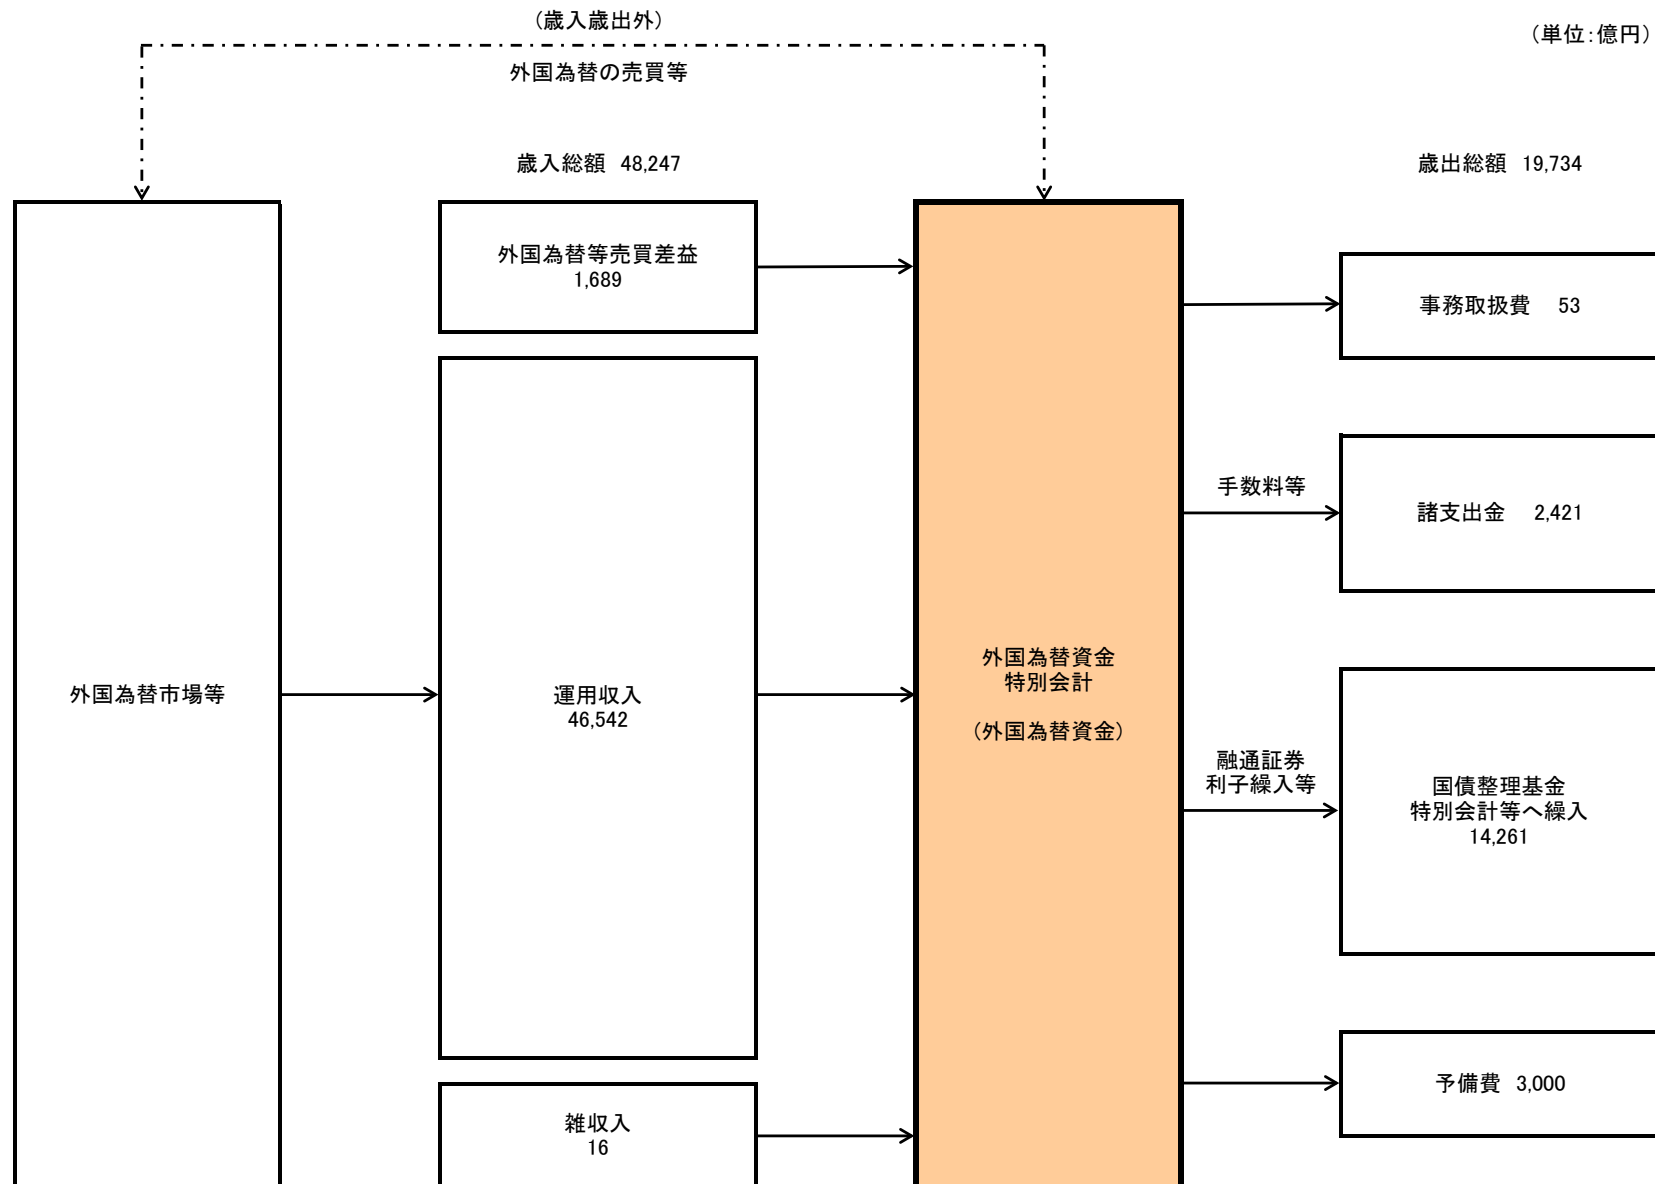 (歳入歳出外)
(単位:億円)
外国為替の売買等
歳入総額 48,247
歳出総額 19,734
外国為替市場等
外国為替等売買差益
1,689
運用収入
46,542
雑収入
16
外国為替資金
特別会計
(外国為替資金)
事務取扱費 53
手数料等
諸支出金 2,421
融通証券
利子繰入等
国債整理基金
特別会計等へ繰入
14,261
予備費 3,000